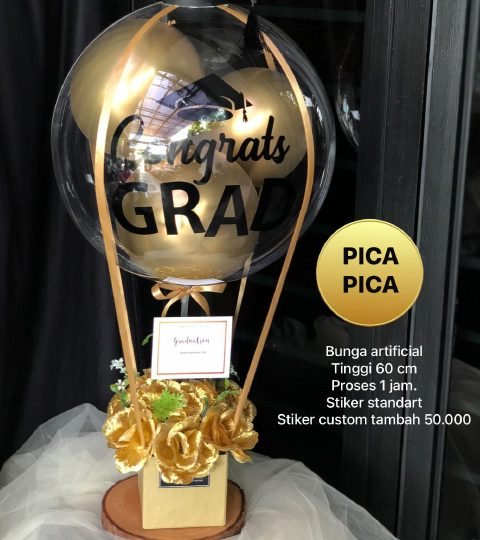 Congrats
GRAD
Graduation
PICA
PICA
Bunga artificial
Tinggi 60 cm
Proses 1 jam.
Stiker standart
Stiker custom tambah 50.000